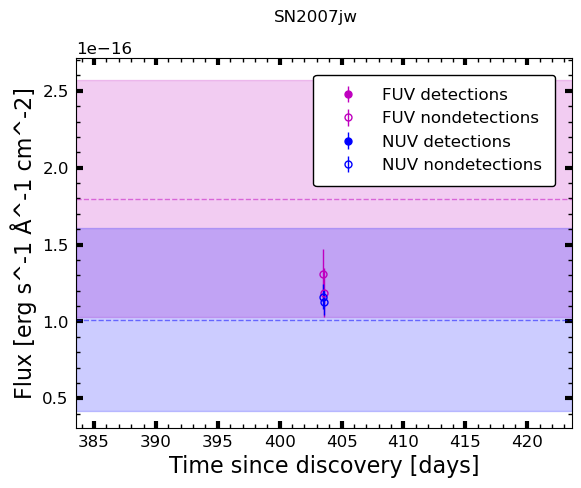 SN2007jw
1e−16
FUV detections
FUV nondetections
NUV detections
NUV nondetections
2.5
2.0
1.5
1.0
0.5
Flux [erg s^-1 Å^-1 cm^-2]
385 390 395 400 405 410 415 420
Time since discovery [days]